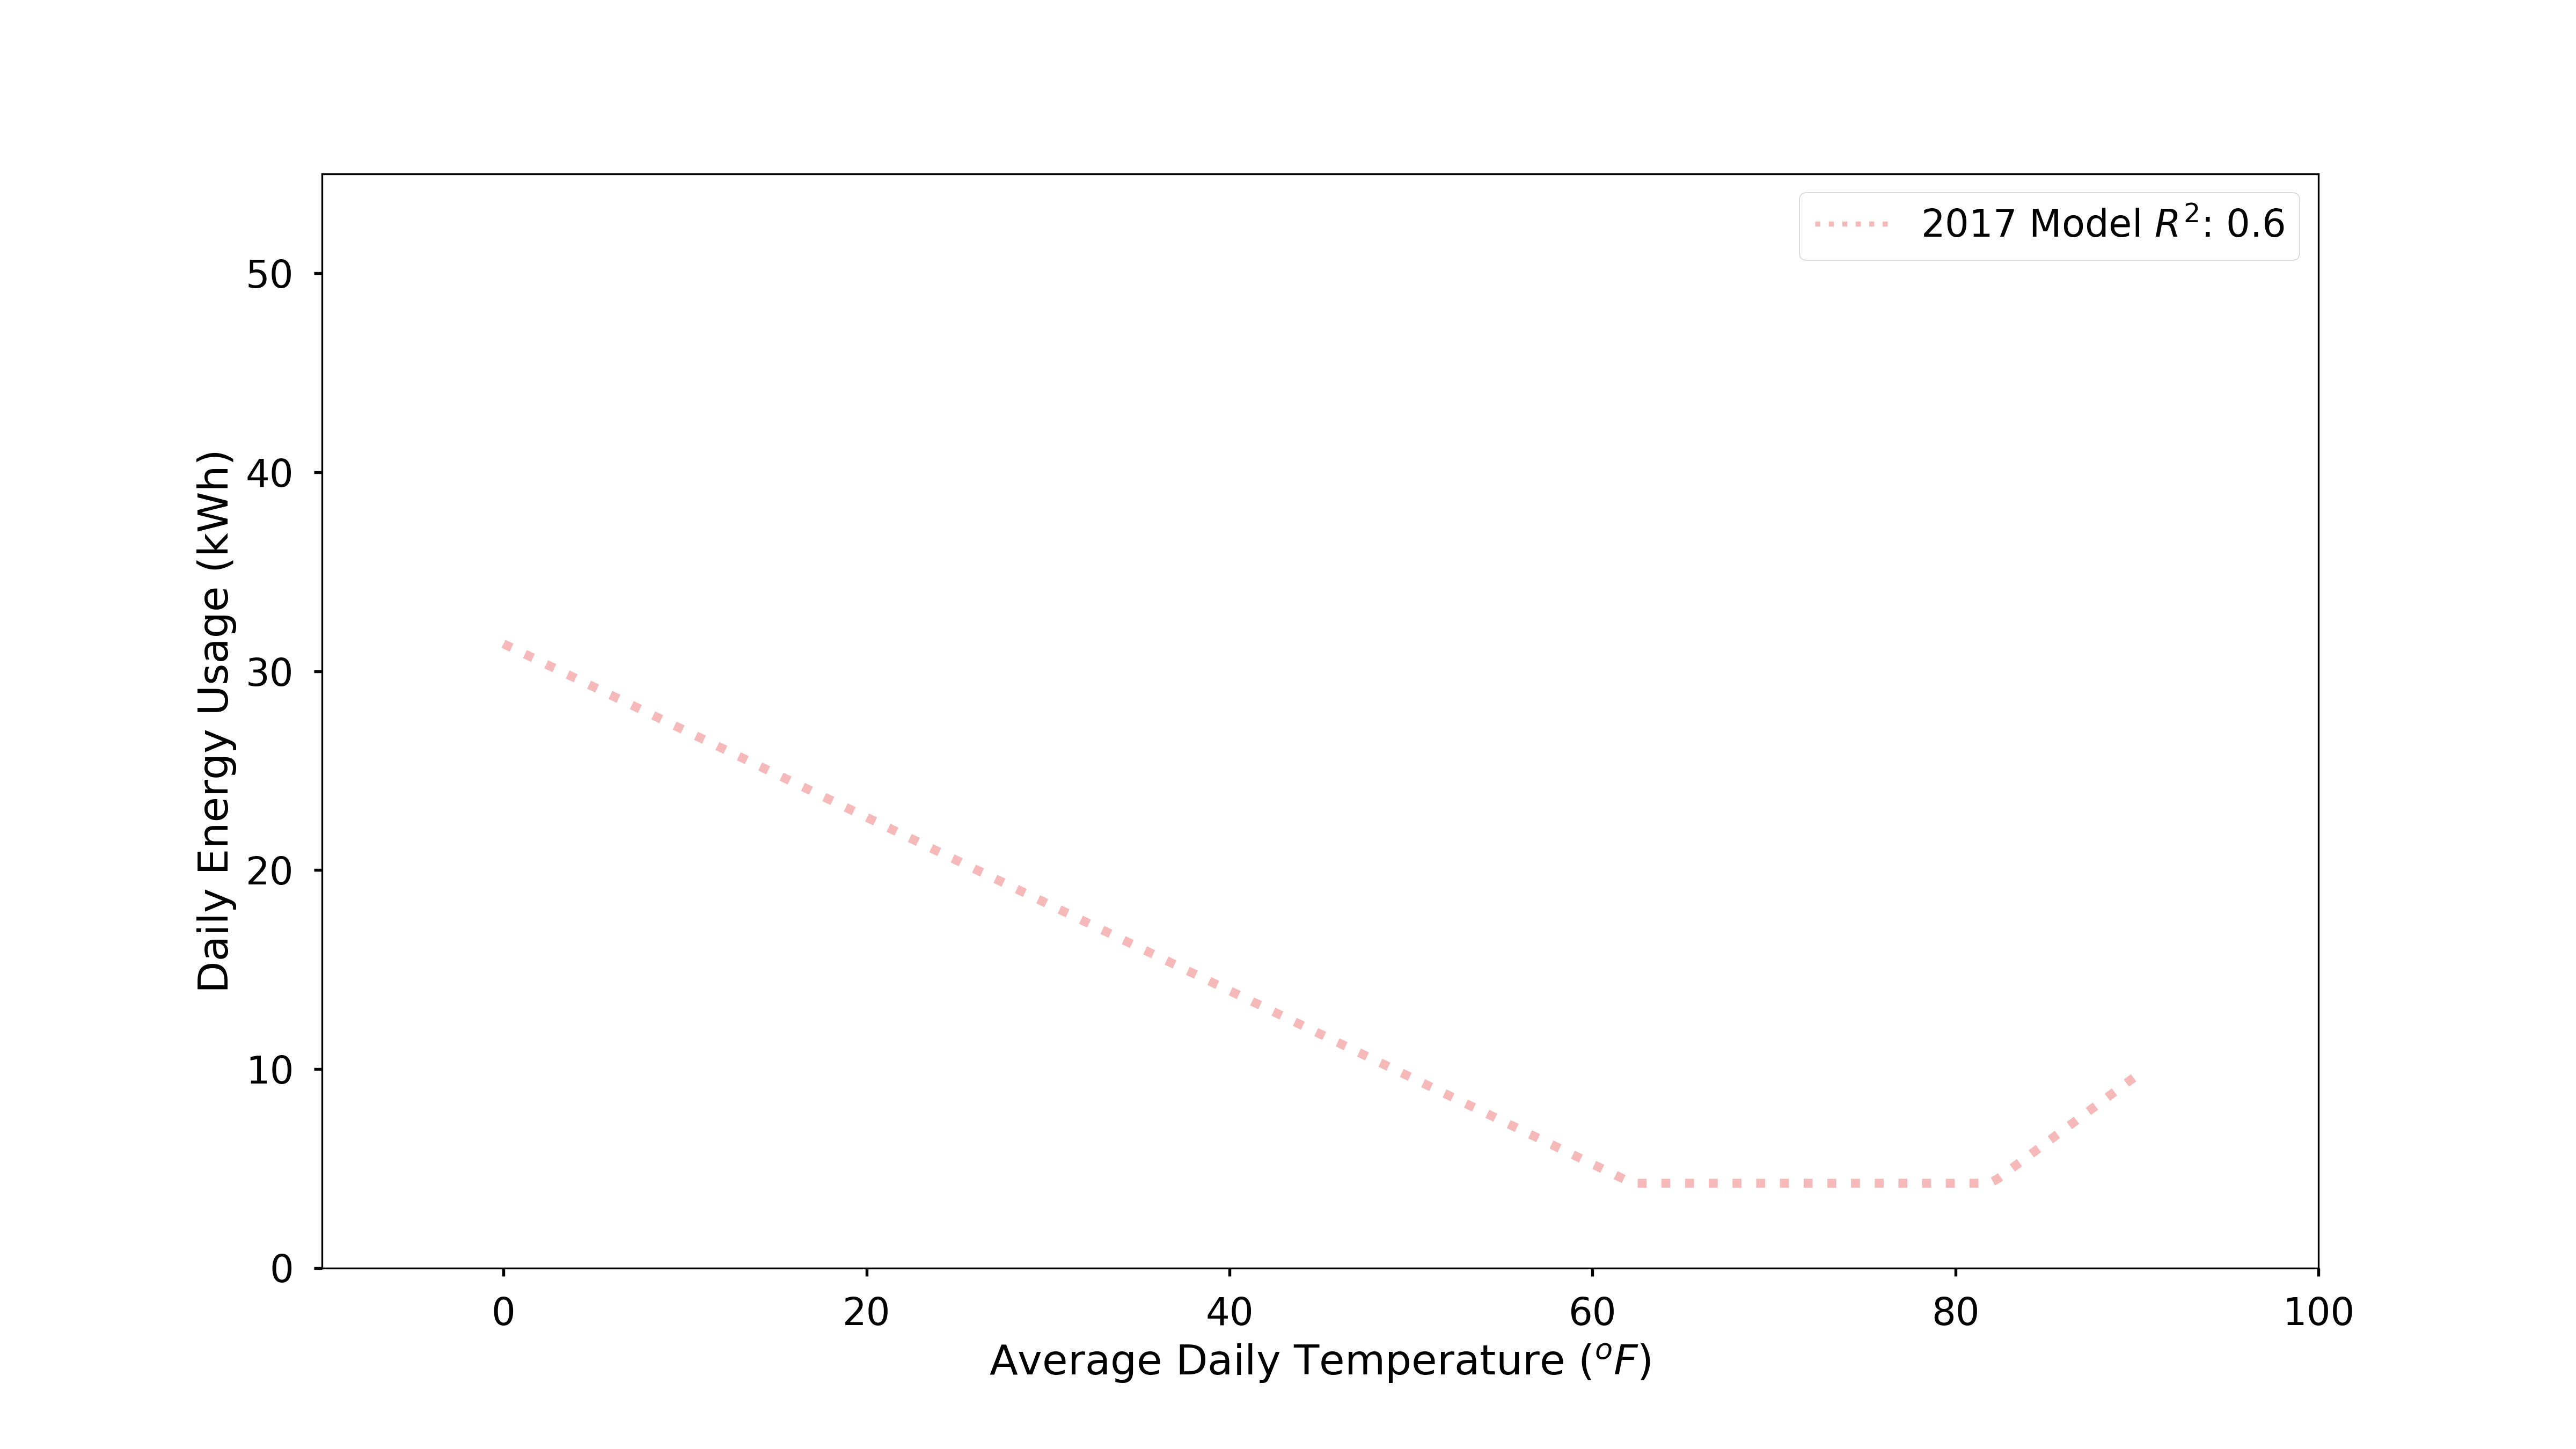 2017 Model R²: 0.6
50
40
30
20
10
0
Daily Energy Usage (kWh)
0 20 40 60 80 100
Average Daily Temperature (ᵒF)